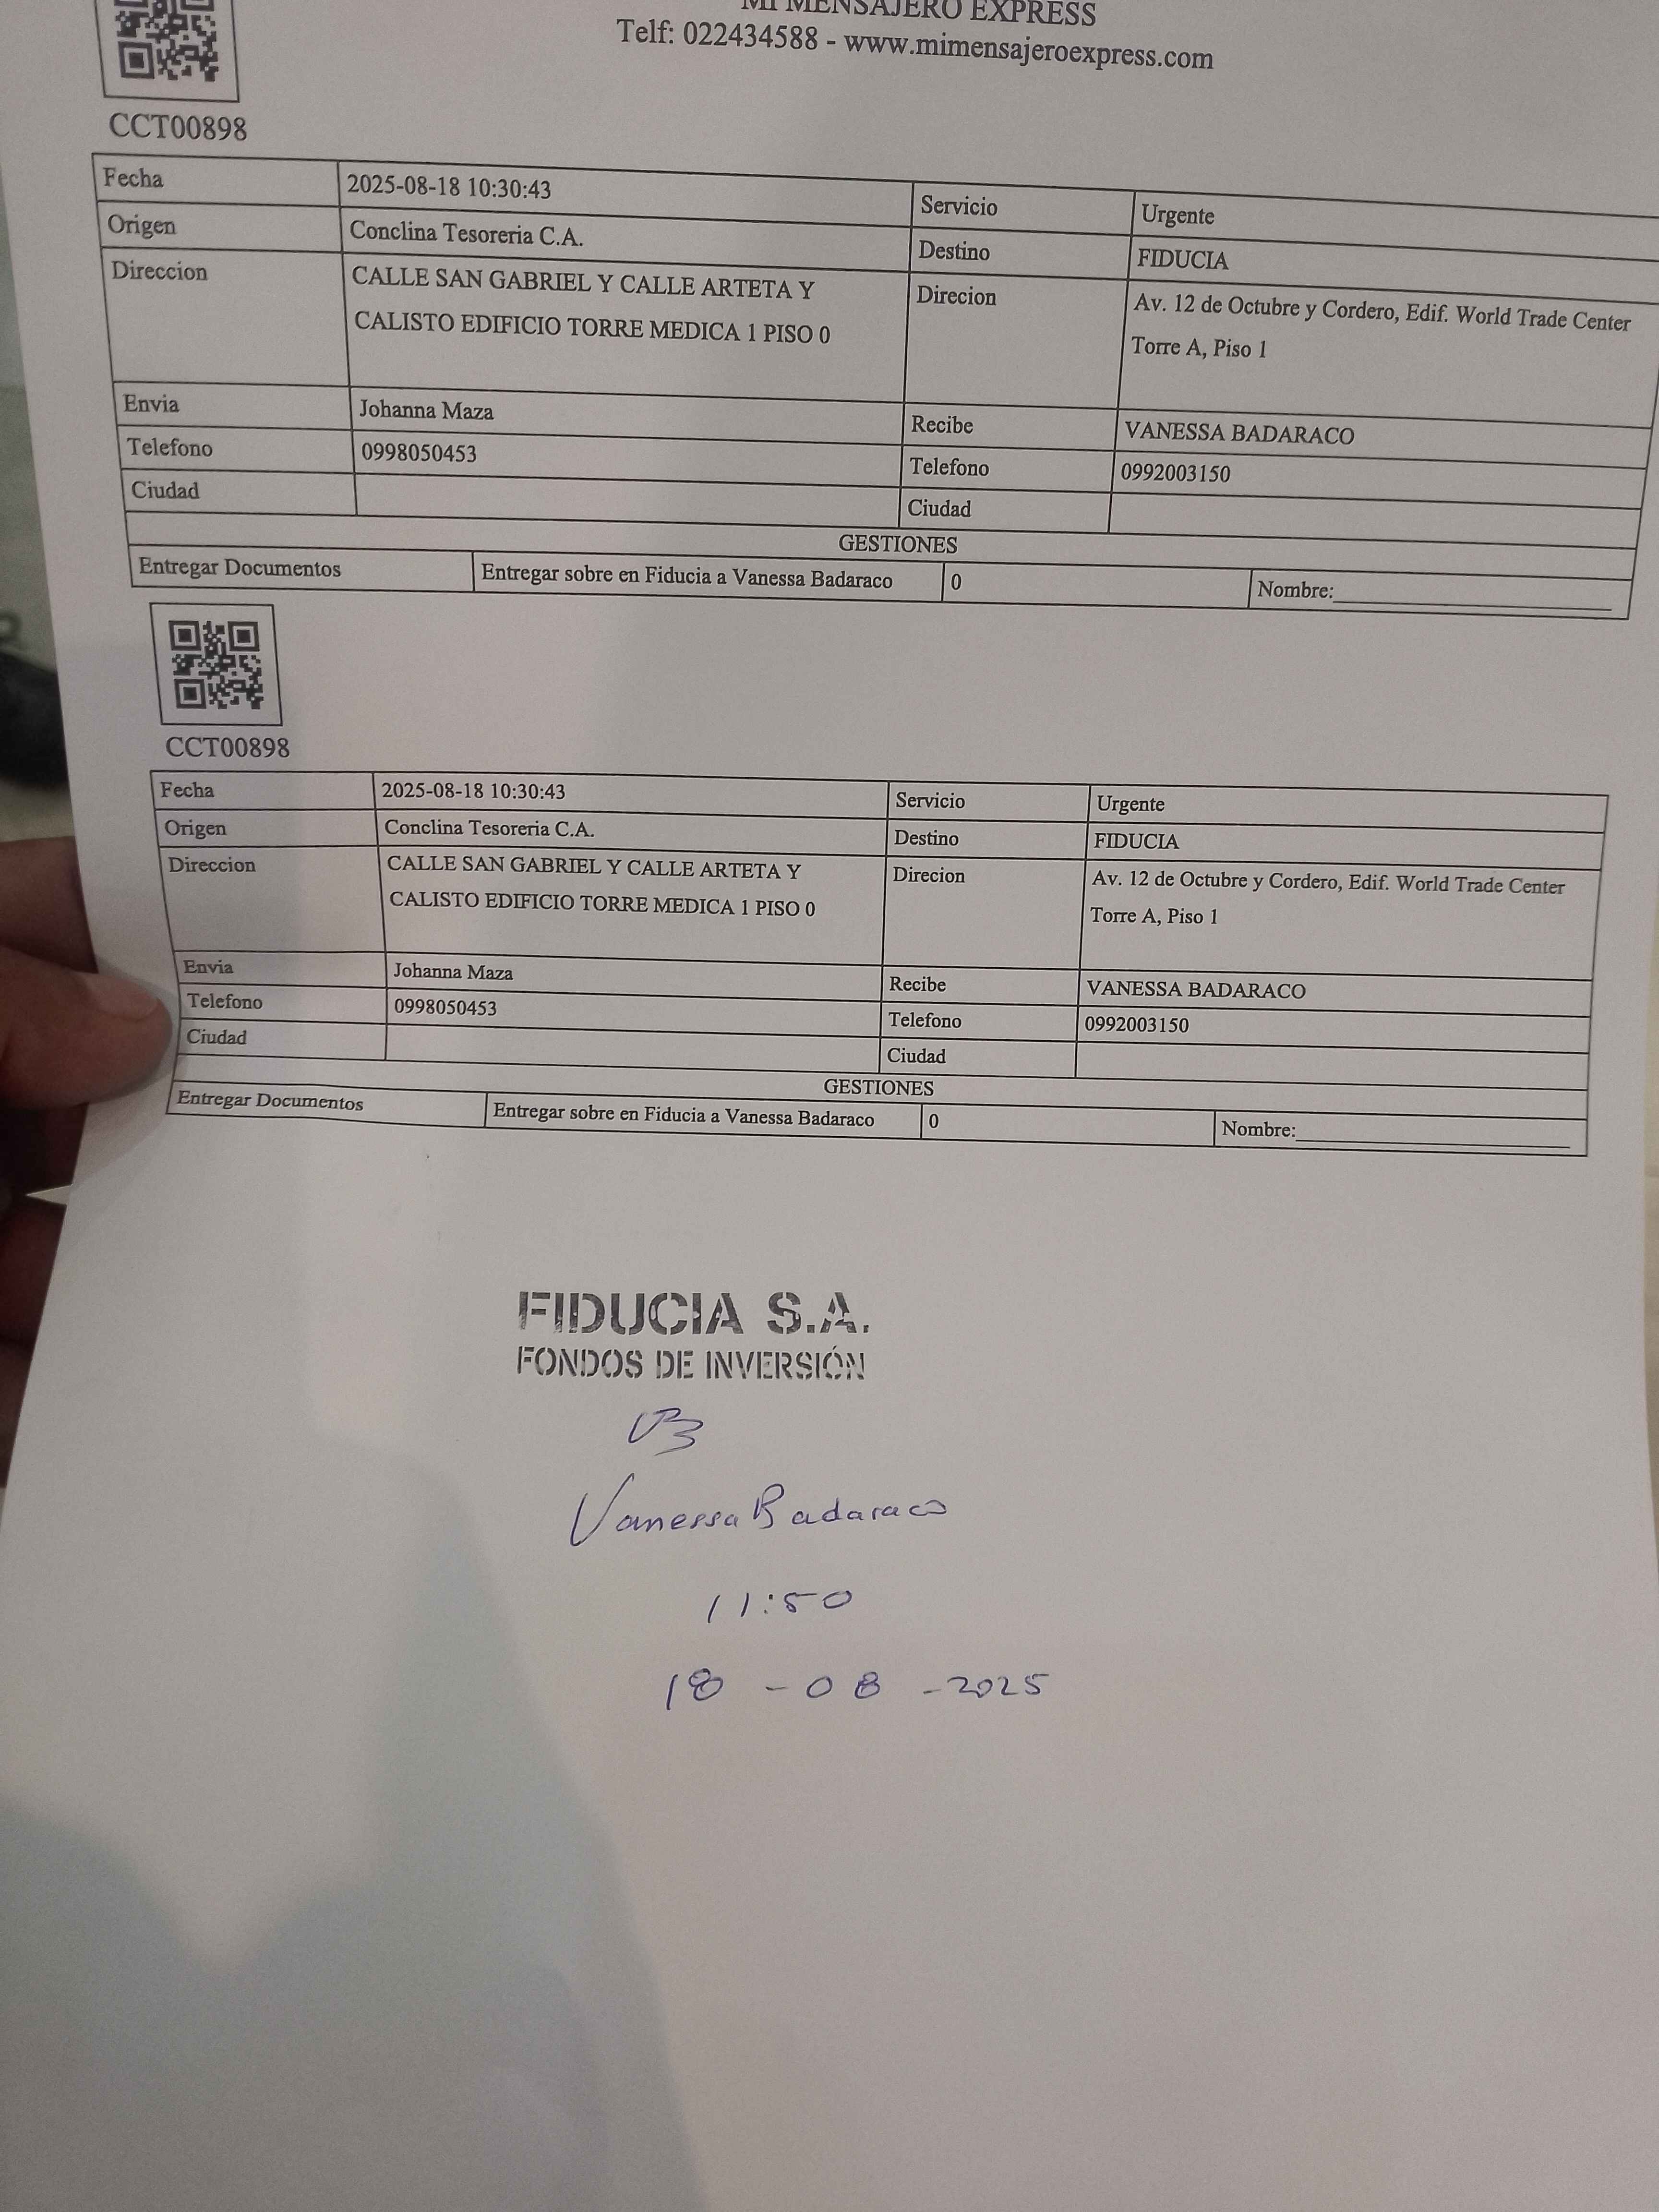 MI MENSAJERO EXPRESS
Telf: 022434588 - www.mimensajeroexpress.com
CCT00898
Fecha 2025-08-18 10:30:43 Servicio Urgente
Origen Conclina Tesoreria C.A. Destino FIDUCIA
Direccion CALLE SAN GABRIEL Y CALLE ARTETA Y CALISTO EDIFICIO TORRE MEDICA 1 PISO 0 Direcion Av. 12 de Octubre y Cordero, Edif. World Trade Center Torre A, Piso 1
Envia Johanna Maza Recibe VANESSA BADARACO
Telefono 0998050453 Telefono 0992003150
Ciudad Ciudad
GESTIONES
Entregar Documentos Entregar sobre en Fiducia a Vanessa Badaraco 0 Nombre:
CCT00898
Fecha 2025-08-18 10:30:43 Servicio Urgente
Origen Conclina Tesoreria C.A. Destino FIDUCIA
Direccion CALLE SAN GABRIEL Y CALLE ARTETA Y CALISTO EDIFICIO TORRE MEDICA 1 PISO 0 Direcion Av. 12 de Octubre y Cordero, Edif. World Trade Center Torre A, Piso 1
Envia Johanna Maza Recibe VANESSA BADARACO
Telefono 0998050453 Telefono 0992003150
Ciudad Ciudad
GESTIONES
Entregar Documentos Entregar sobre en Fiducia a Vanessa Badaraco 0 Nombre:
FIDUCIA S.A.
FONDOS DE INVERSIÓN
VB
Vanessa Badaraco
11:50
18 - 08 - 2025